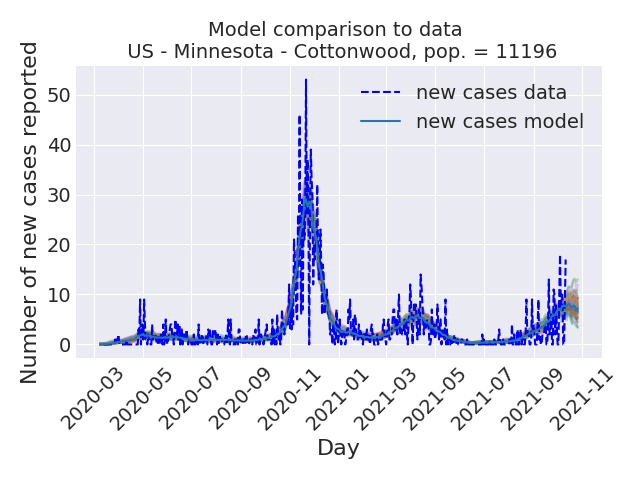 Model comparison to data
US - Minnesota - Cottonwood, pop. = 11196
Number of new cases reported
50
40
30
20
10
0
new cases data
new cases model
2020-03
2020-05
2020-07
2020-09
2020-11
2021-01
2021-03
2021-05
2021-07
2021-09
2021-11
Day